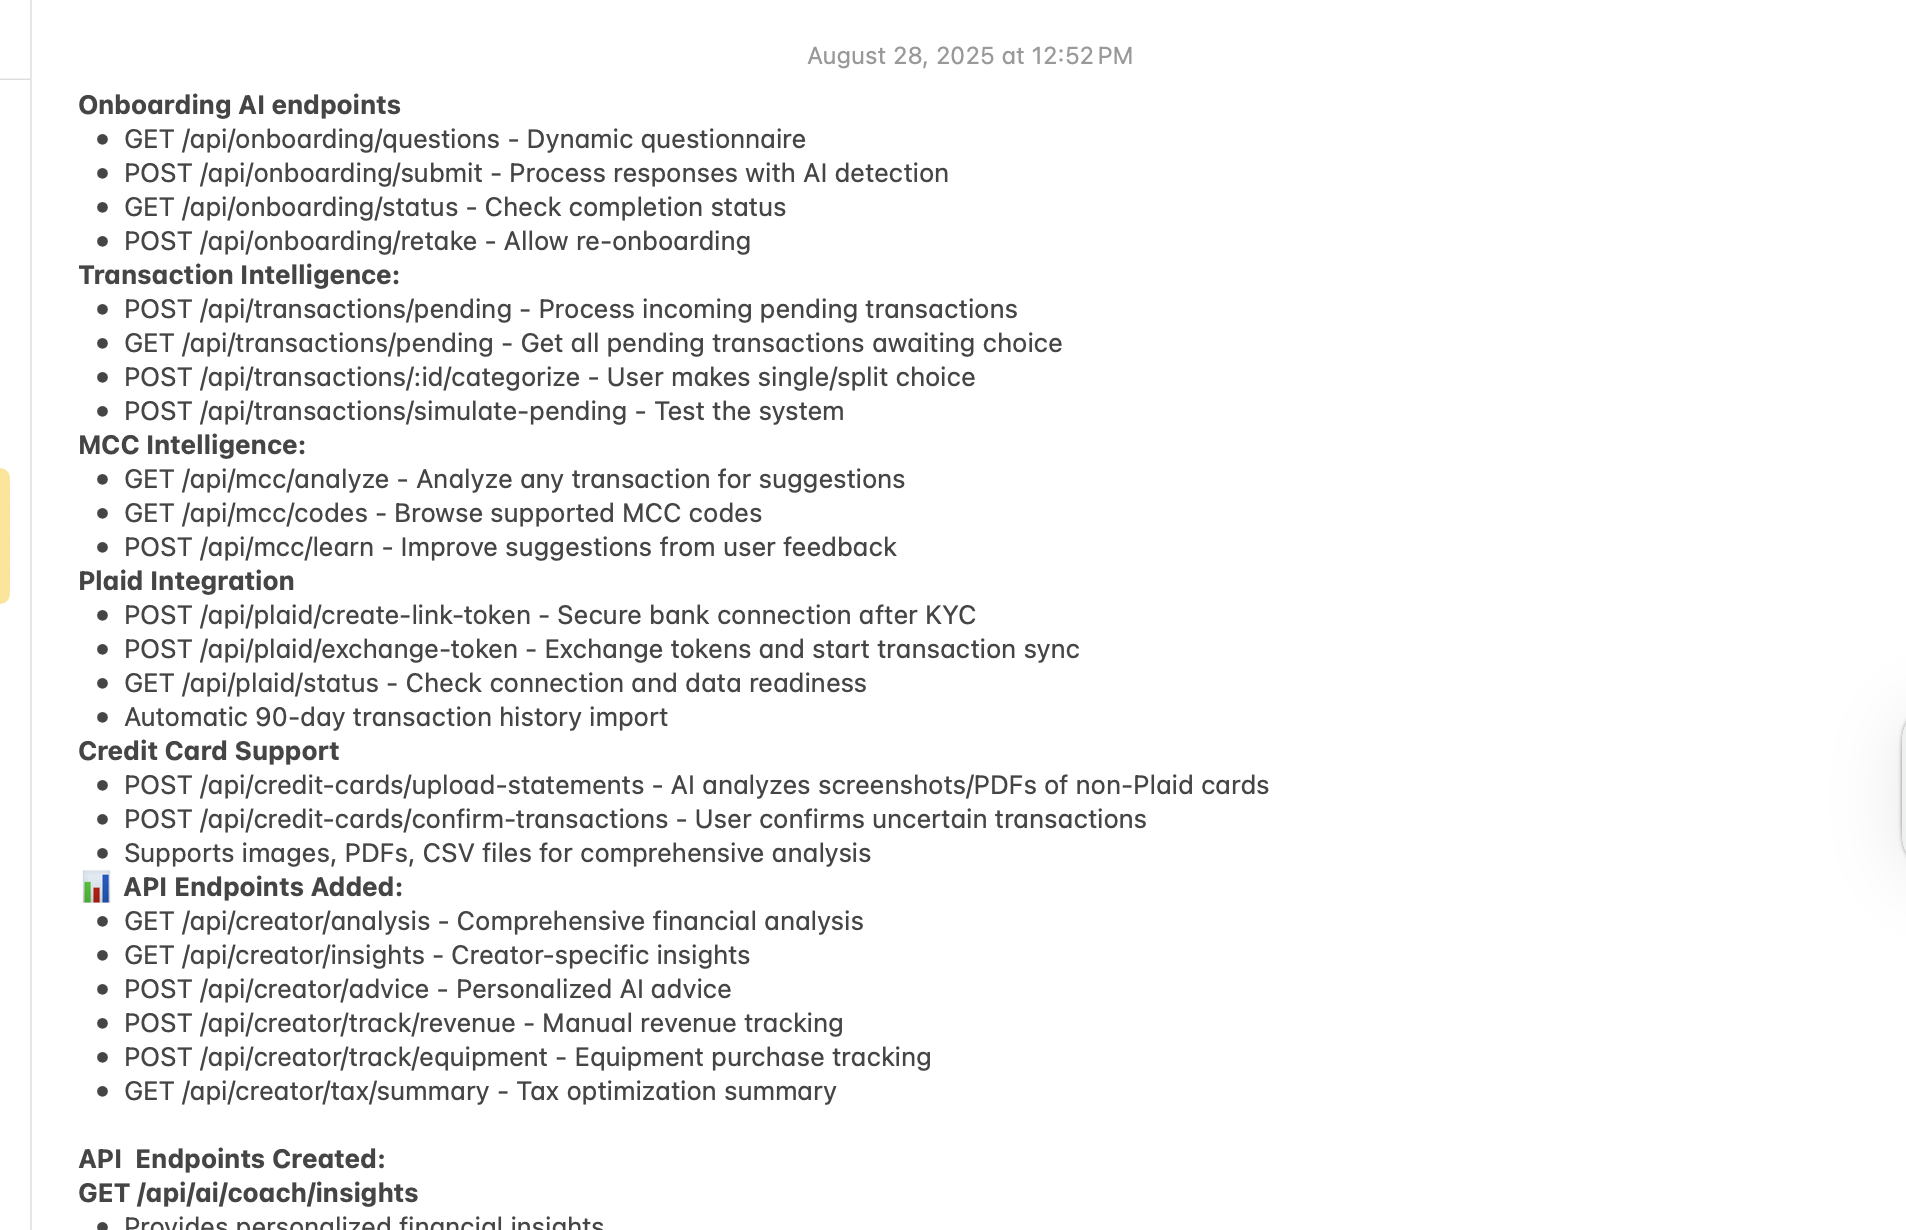 August 28, 2025 at 12:52 PM
Onboarding AI endpoints
• GET /api/onboarding/questions - Dynamic questionnaire
• POST /api/onboarding/submit - Process responses with AI detection
• GET /api/onboarding/status - Check completion status
• POST /api/onboarding/retake - Allow re-onboarding
Transaction Intelligence:
• POST /api/transactions/pending - Process incoming pending transactions
• GET /api/transactions/pending - Get all pending transactions awaiting choice
• POST /api/transactions/:id/categorize - User makes single/split choice
• POST /api/transactions/simulate-pending - Test the system
MCC Intelligence:
• GET /api/mcc/analyze - Analyze any transaction for suggestions
• GET /api/mcc/codes - Browse supported MCC codes
• POST /api/mcc/learn - Improve suggestions from user feedback
Plaid Integration
• POST /api/plaid/create-link-token - Secure bank connection after KYC
• POST /api/plaid/exchange-token - Exchange tokens and start transaction sync
• GET /api/plaid/status - Check connection and data readiness
• Automatic 90-day transaction history import
Credit Card Support
• POST /api/credit-cards/upload-statements - AI analyzes screenshots/PDFs of non-Plaid cards
• POST /api/credit-cards/confirm-transactions - User confirms uncertain transactions
• Supports images, PDFs, CSV files for comprehensive analysis
📊 API Endpoints Added:
• GET /api/creator/analysis - Comprehensive financial analysis
• GET /api/creator/insights - Creator-specific insights
• POST /api/creator/advice - Personalized AI advice
• POST /api/creator/track/revenue - Manual revenue tracking
• POST /api/creator/track/equipment - Equipment purchase tracking
• GET /api/creator/tax/summary - Tax optimization summary
API  Endpoints Created:
GET /api/ai/coach/insights
• Provides personalized financial insights